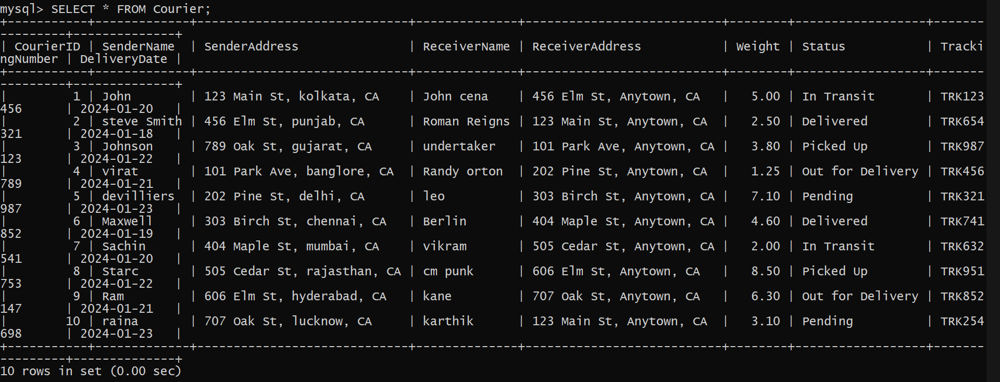 mysql> SELECT * FROM Courier;
+-----------+-------------+-----------------------------+--------------+---------------------------+--------+------------------+-------
---------+--------------+
| CourierID | SenderName  | SenderAddress               | ReceiverName | ReceiverAddress           | Weight | Status           | Tracki
ngNumber | DeliveryDate |
+-----------+-------------+-----------------------------+--------------+---------------------------+--------+------------------+-------
---------+--------------+
|         1 | John        | 123 Main St, kolkata, CA    | John cena    | 456 Elm St, Anytown, CA   |   5.00 | In Transit       | TRK123
456      | 2024-01-20   |
|         2 | steve Smith | 456 Elm St, punjab, CA      | Roman Reigns | 123 Main St, Anytown, CA  |   2.50 | Delivered        | TRK654
321      | 2024-01-18   |
|         3 | Johnson     | 789 Oak St, gujarat, CA     | undertaker   | 101 Park Ave, Anytown, CA |   3.80 | Picked Up        | TRK987
123      | 2024-01-22   |
|         4 | virat       | 101 Park Ave, banglore, CA  | Randy orton  | 202 Pine St, Anytown, CA  |   1.25 | Out for Delivery | TRK456
789      | 2024-01-21   |
|         5 | devilliers  | 202 Pine St, delhi, CA      | leo          | 303 Birch St, Anytown, CA |   7.10 | Pending          | TRK321
987      | 2024-01-23   |
|         6 | Maxwell     | 303 Birch St, chennai, CA   | Berlin       | 404 Maple St, Anytown, CA |   4.60 | Delivered        | TRK741
852      | 2024-01-19   |
|         7 | Sachin      | 404 Maple St, mumbai, CA    | vikram       | 505 Cedar St, Anytown, CA |   2.00 | In Transit       | TRK632
541      | 2024-01-20   |
|         8 | Starc       | 505 Cedar St, rajasthan, CA | cm punk      | 606 Elm St, Anytown, CA   |   8.50 | Picked Up        | TRK951
753      | 2024-01-22   |
|         9 | Ram         | 606 Elm St, hyderabad, CA   | kane         | 707 Oak St, Anytown, CA   |   6.30 | Out for Delivery | TRK852
147      | 2024-01-21   |
|        10 | raina       | 707 Oak St, lucknow, CA     | karthik      | 123 Main St, Anytown, CA  |   3.10 | Pending          | TRK254
698      | 2024-01-23   |
+-----------+-------------+-----------------------------+--------------+---------------------------+--------+------------------+-------
---------+--------------+
10 rows in set (0.00 sec)